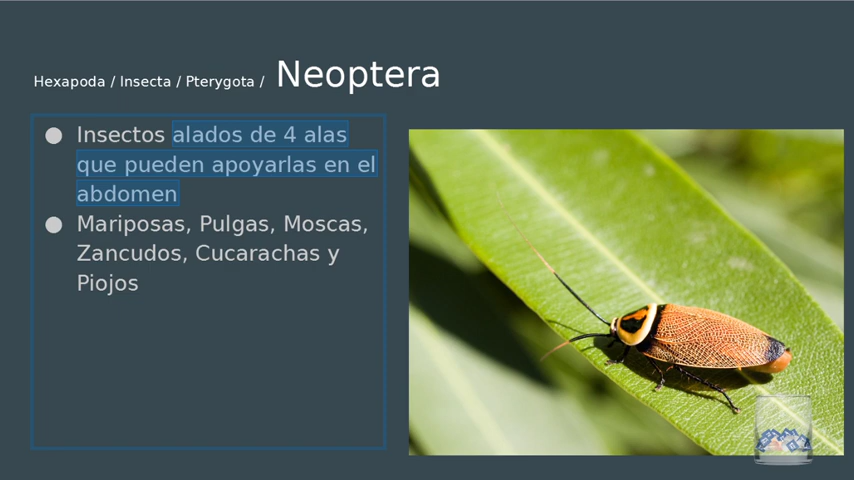 Hexapoda / Insecta / Pterygota / Neoptera
● Insectos alados de 4 alas
que pueden apoyarlas en el
abdomen
● Mariposas, Pulgas, Moscas,
Zancudos, Cucarachas y
Piojos